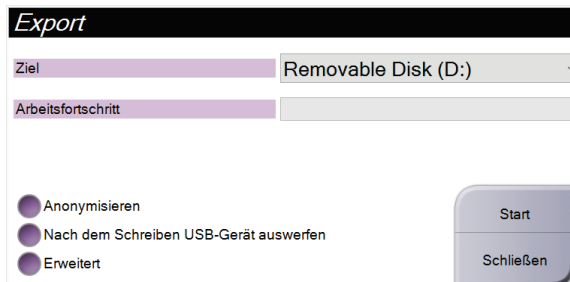 Export
Ziel
Removable Disk (D:)
Arbeitsfortschritt
Anonymisieren
Nach dem Schreiben USB-Gerät auswerfen
Erweitert
Start
Schließen